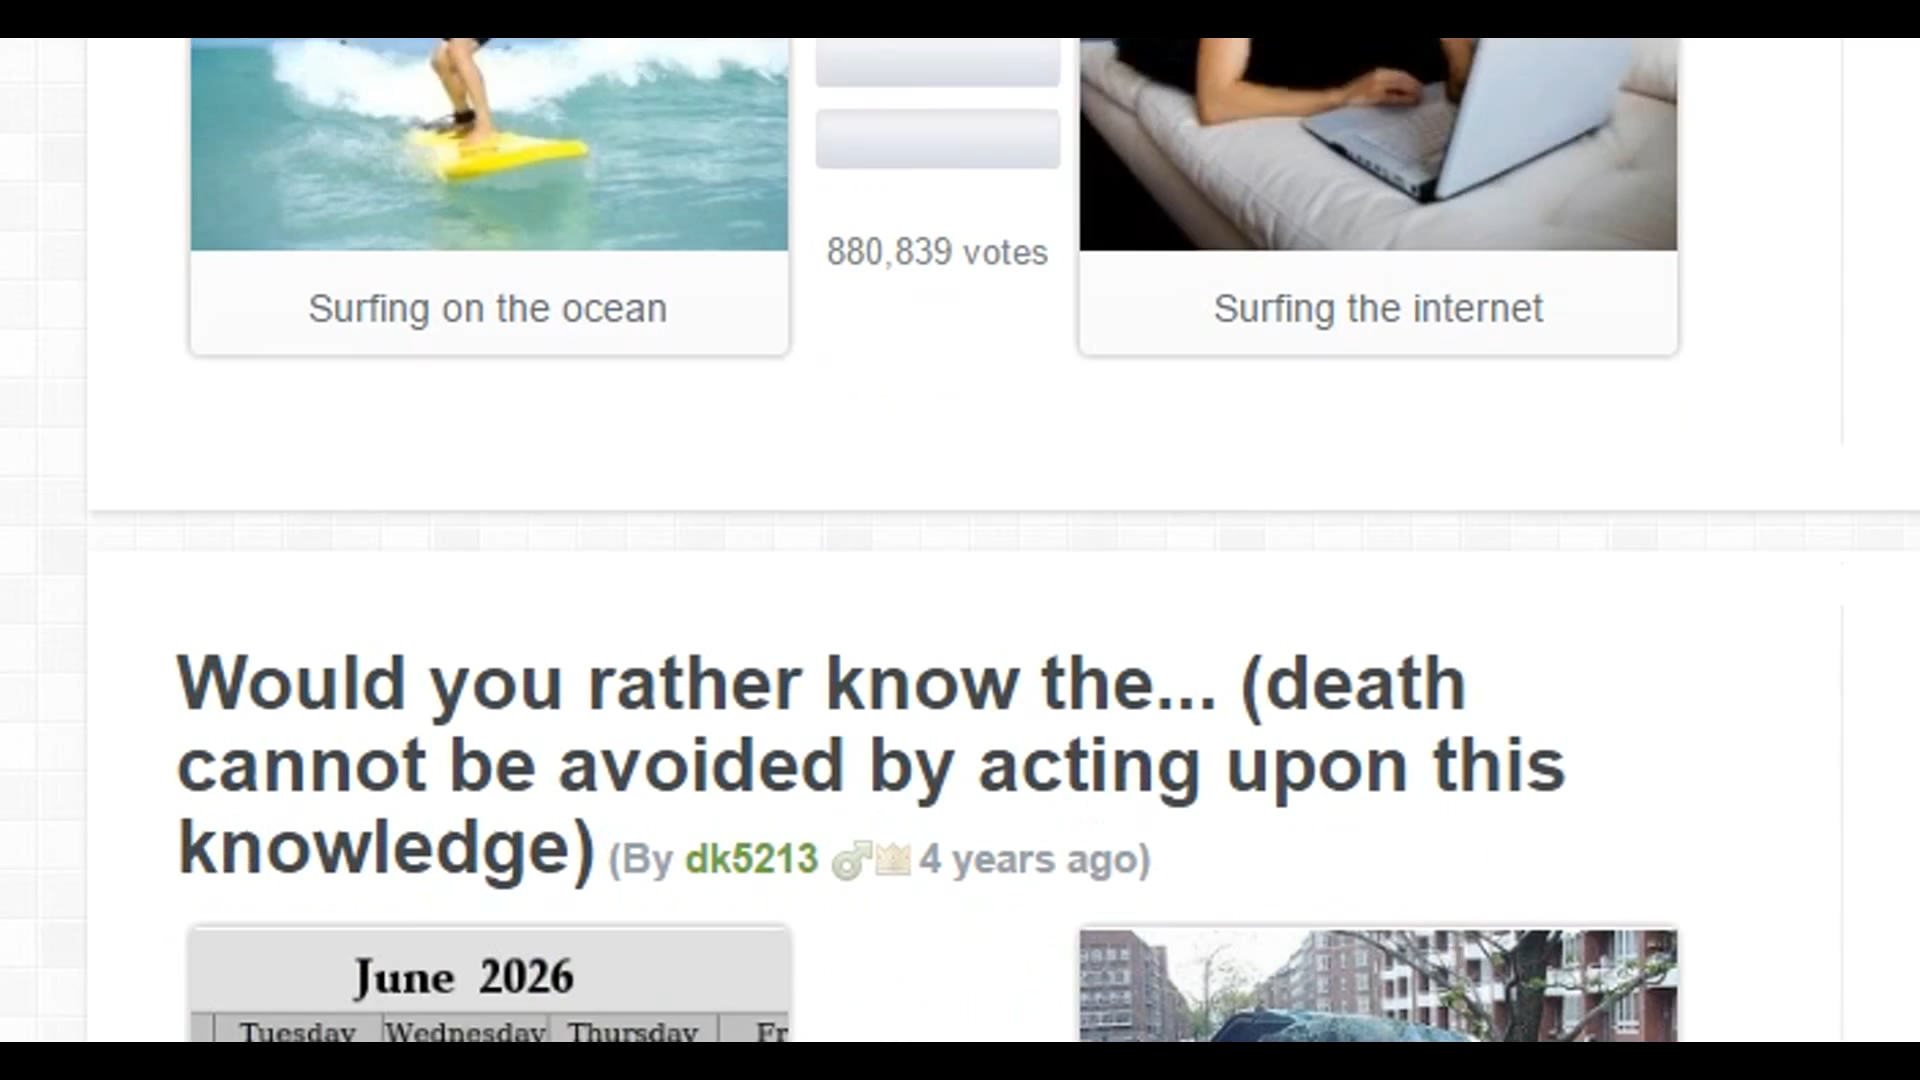 880,839 votes
Surfing on the ocean
Surfing the internet
Would you rather know the... (death
cannot be avoided by acting upon this
knowledge) (By dk5213 4 years ago)
June 2026
Tuesday Wednesday Thursday Fr